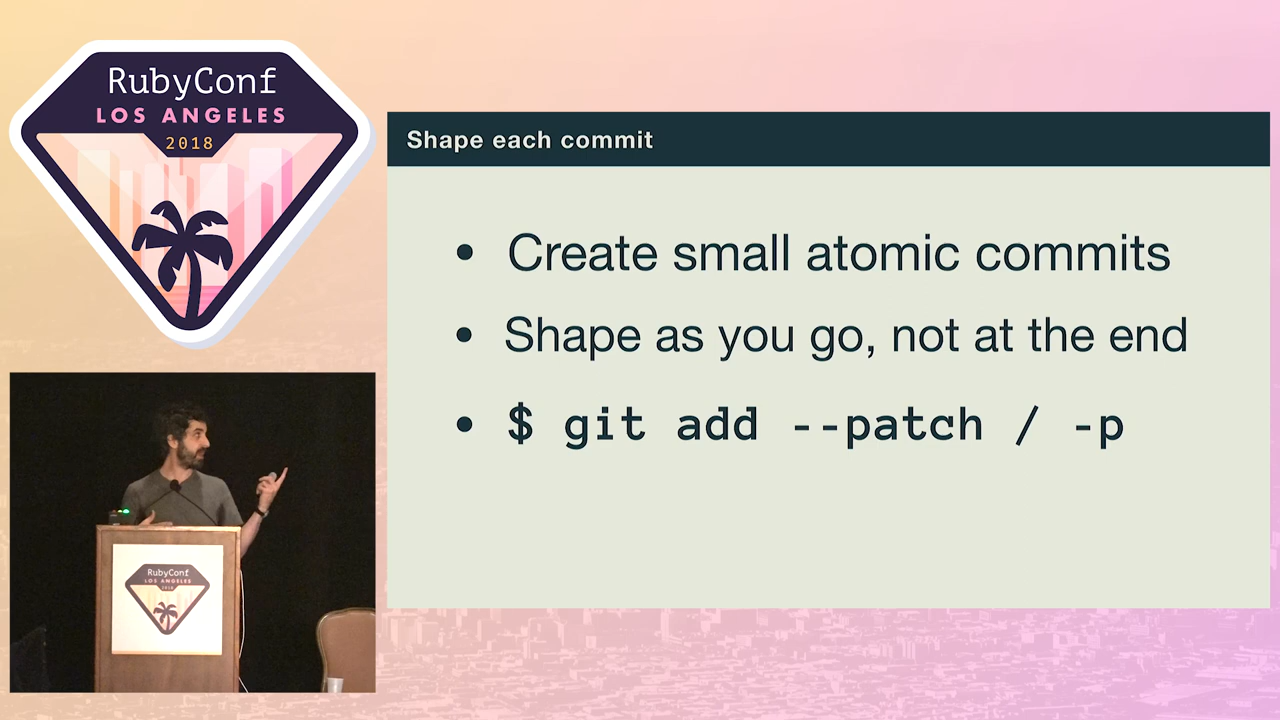 RubyConf
LOS ANGELES
2018
Shape each commit
• Create small atomic commits
• Shape as you go, not at the end
• $ git add --patch / -p
RubyConf
LOS ANGELES
2018